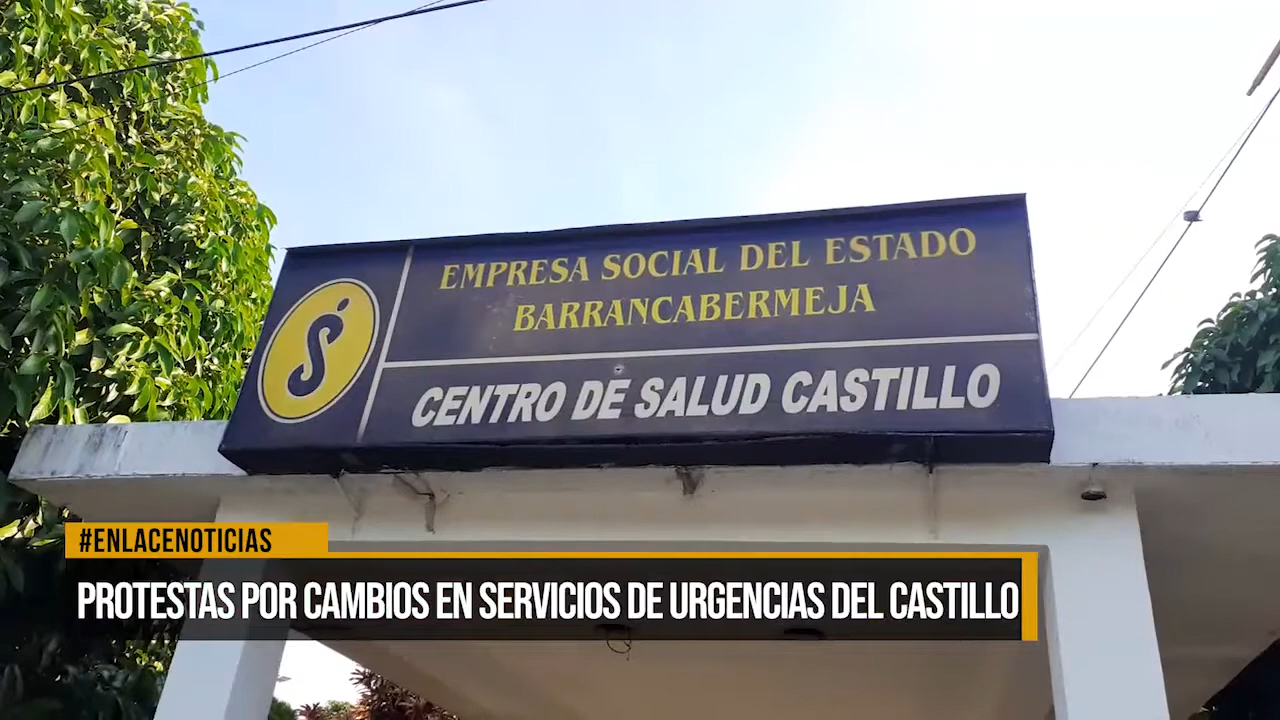 EMPRESA SOCIAL DEL ESTADO
BARRANCABERMEJA
CENTRO DE SALUD CASTILLO
#ENLACENOTICIAS
PROTESTAS POR CAMBIOS EN SERVICIOS DE URGENCIAS DEL CASTILLO